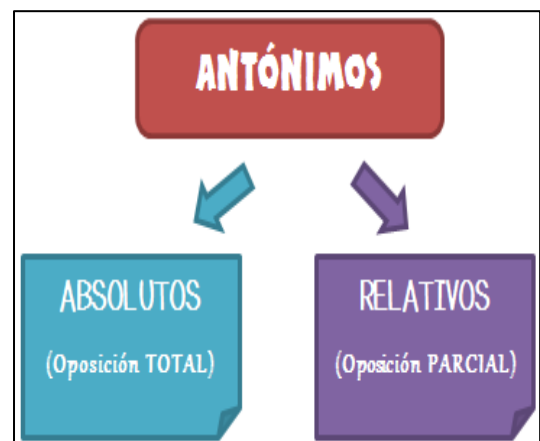 ANTÓNIMOS
ABSOLUTOS
(Oposición TOTAL)
RELATIVOS
(Oposición PARCIAL)